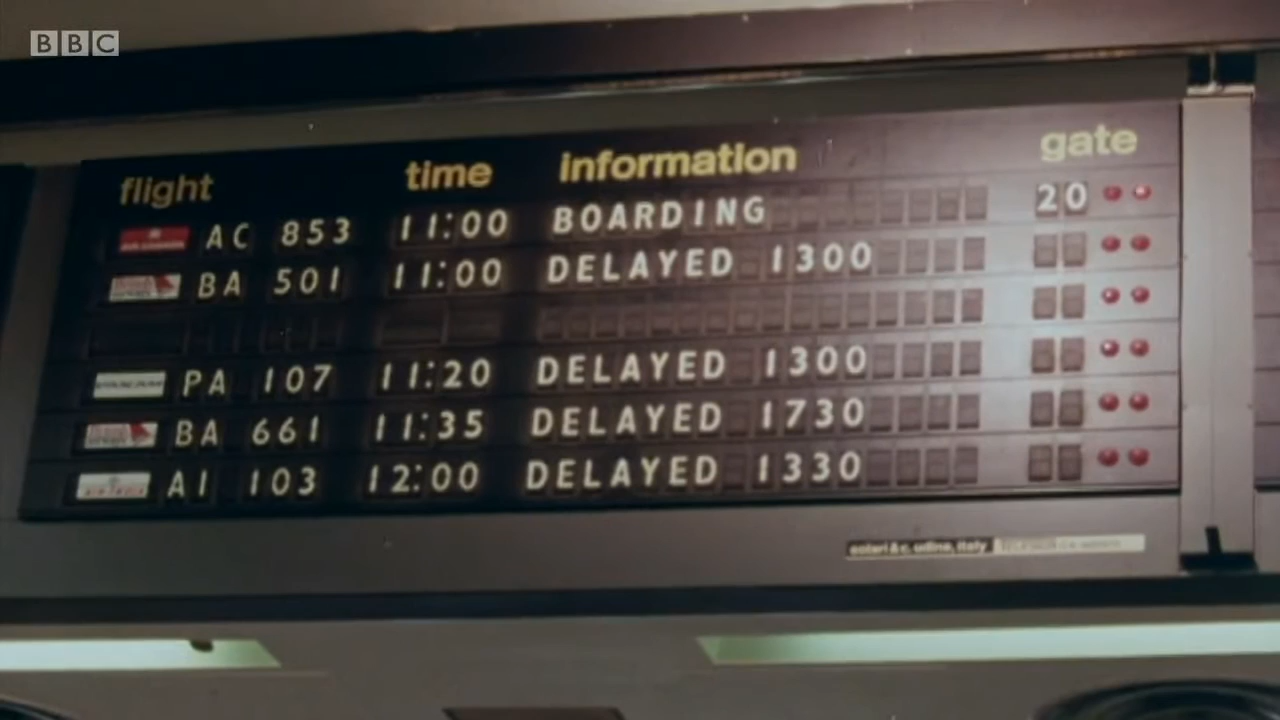 BBC
flight time information gate
AC 853 11:00 BOARDING 20
BA 501 11:00 DELAYED 1300
PA 107 11:20 DELAYED 1300
BA 661 11:35 DELAYED 1730
AI 103 12:00 DELAYED 1330
solari & c. udine, italy